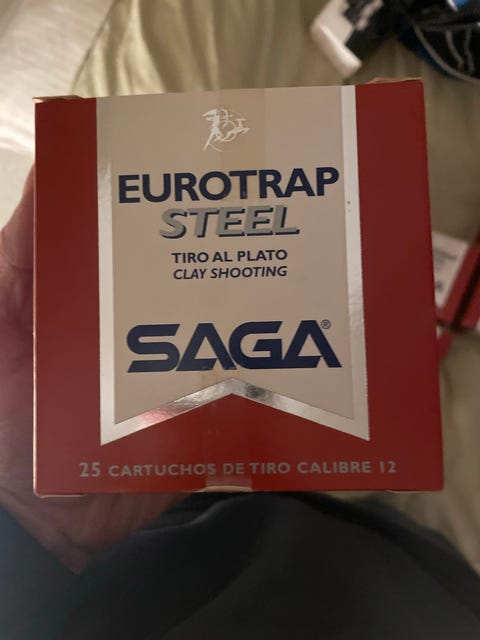 EUROTRAP
STEEL
TIRO AL PLATO
CLAY SHOOTING
SAGA®
25 CARTUCHOS DE TIRO CALIBRE 12